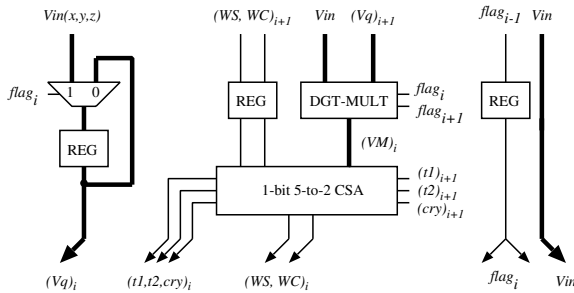 Vin(x,y,z) (WS, WC)i+1 Vin (Vq)i+1 flagi-1 Vin
flagi 1 0 REG DGT-MULT flagi REG
flagi+1
REG (VM)i
1-bit 5-to-2 CSA (t1)i+1
(t2)i+1
(cry)i+1
(Vq)i (t1,t2,cry)i (WS, WC)i flagi Vin